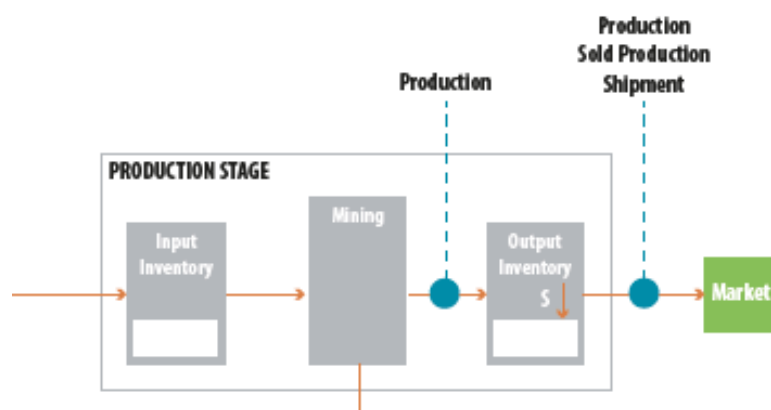 Production
Sold Production
Shipment
Production
PRODUCTION STAGE
Mining
Input
Inventory
Output
Inventory
S
Market